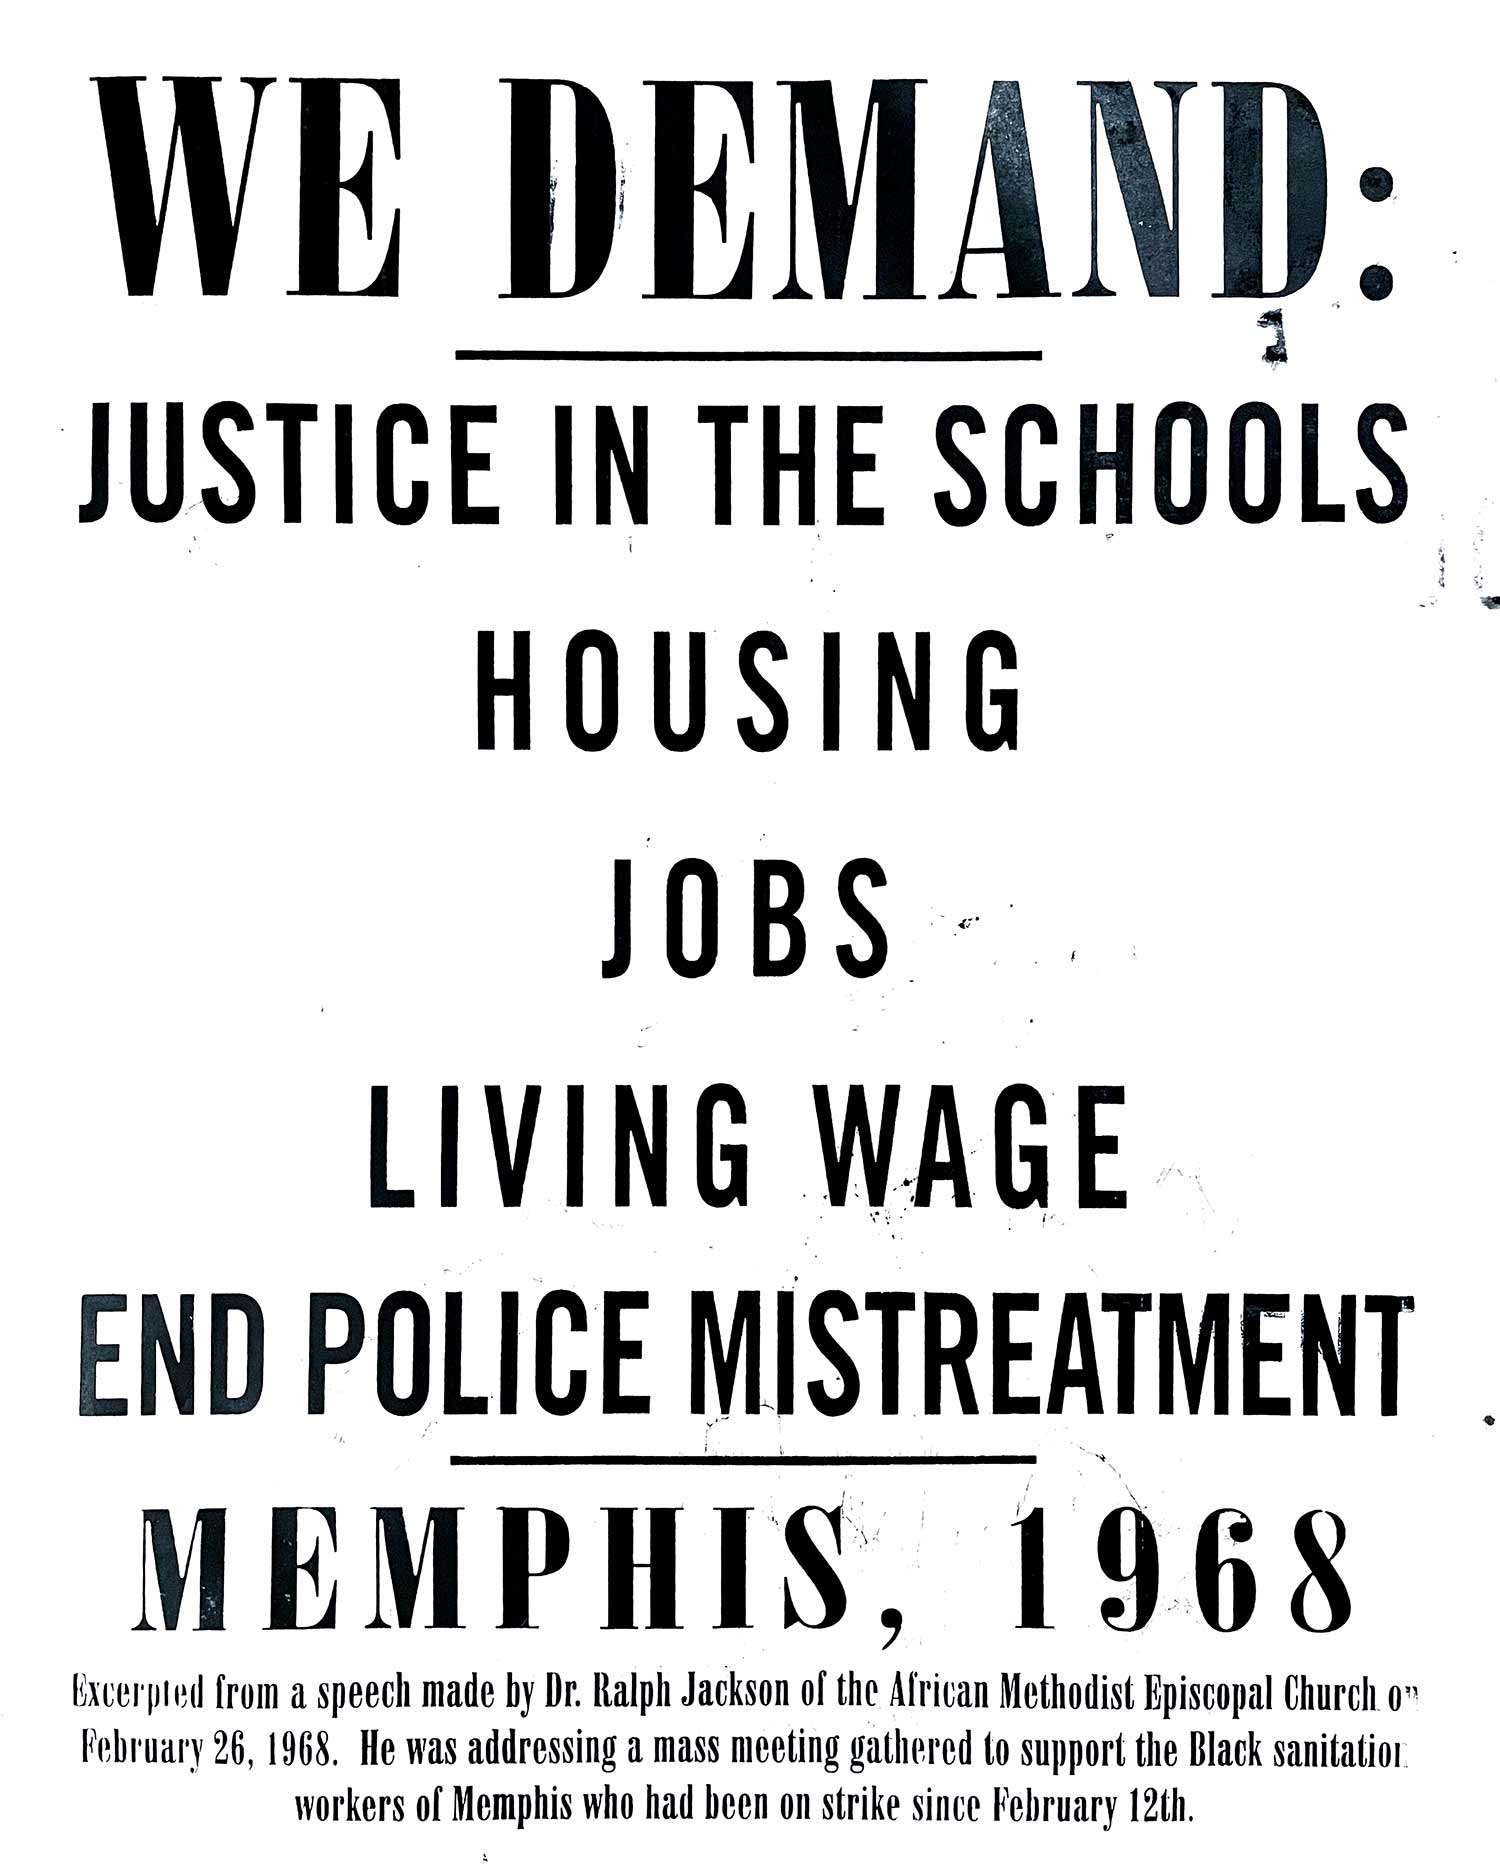 WE DEMAND:
JUSTICE IN THE SCHOOLS
HOUSING
JOBS
LIVING WAGE
END POLICE MISTREATMENT
MEMPHIS, 1968
Excerpted from a speech made by Dr. Ralph Jackson of the African Methodist Episcopal Church on
February 26, 1968. He was addressing a mass meeting gathered to support the Black sanitation
workers of Memphis who had been on strike since February 12th.